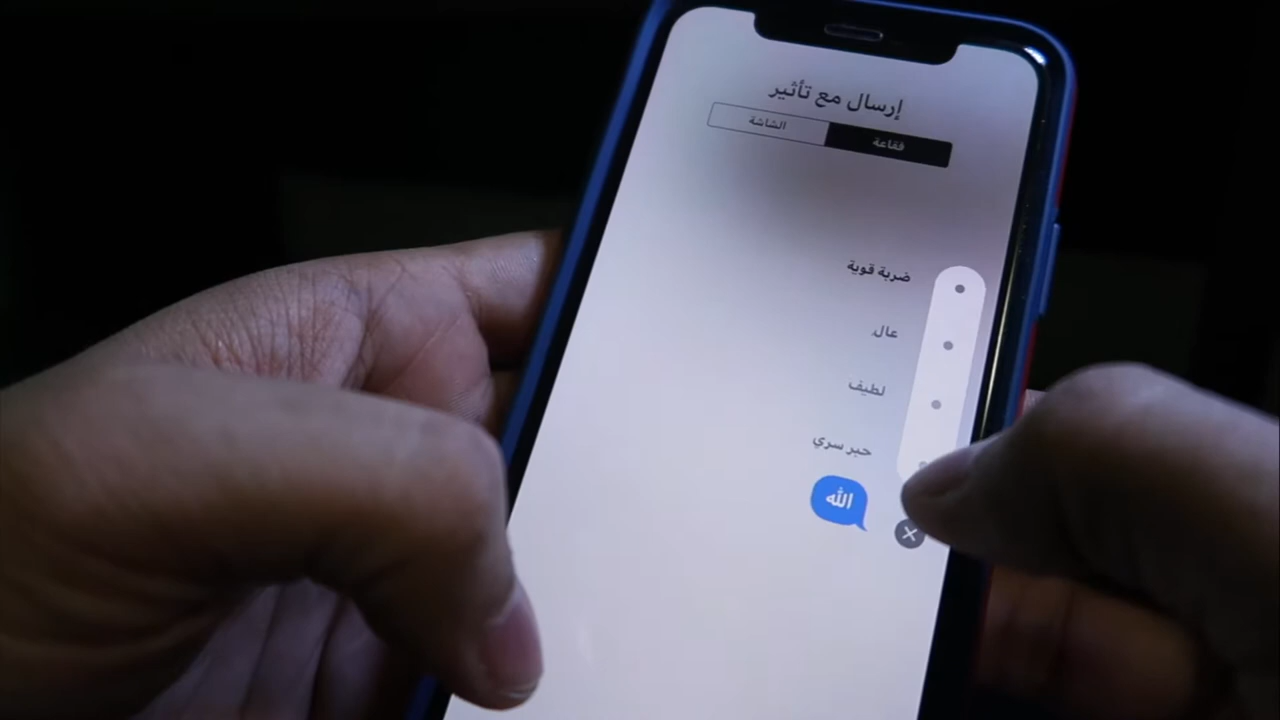 إرسال مع تأثير
فقاعة الشاشة
ضربة قوية
عال
لطيف
حبر سري
الله